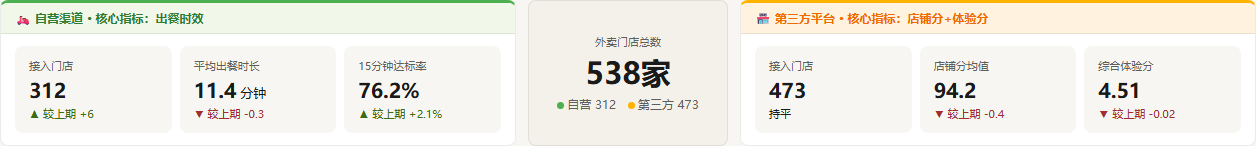 自营渠道・核心指标：出餐时效
接入门店
312
▲ 较上期 +6
平均出餐时长
11.4 分钟
▼ 较上期 -0.3
15分钟达标率
76.2%
▲ 较上期 +2.1%
外卖门店总数
538家
自营 312 第三方 473
第三方平台・核心指标：店铺分+体验分
接入门店
473
持平
店铺分均值
94.2
▼ 较上期 -0.4
综合体验分
4.51
▼ 较上期 -0.02